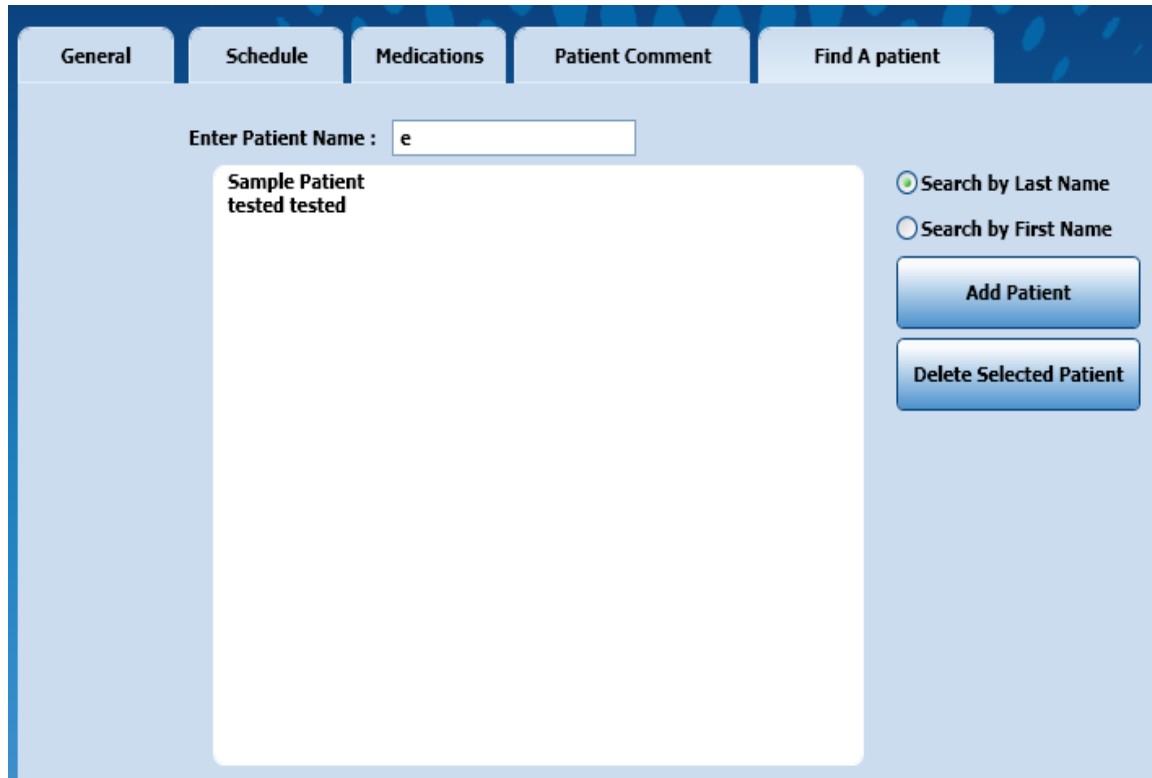 General Schedule Medications Patient Comment Find A patient
Enter Patient Name : e
Sample Patient
tested tested
Search by Last Name
Search by First Name
Add Patient
Delete Selected Patient